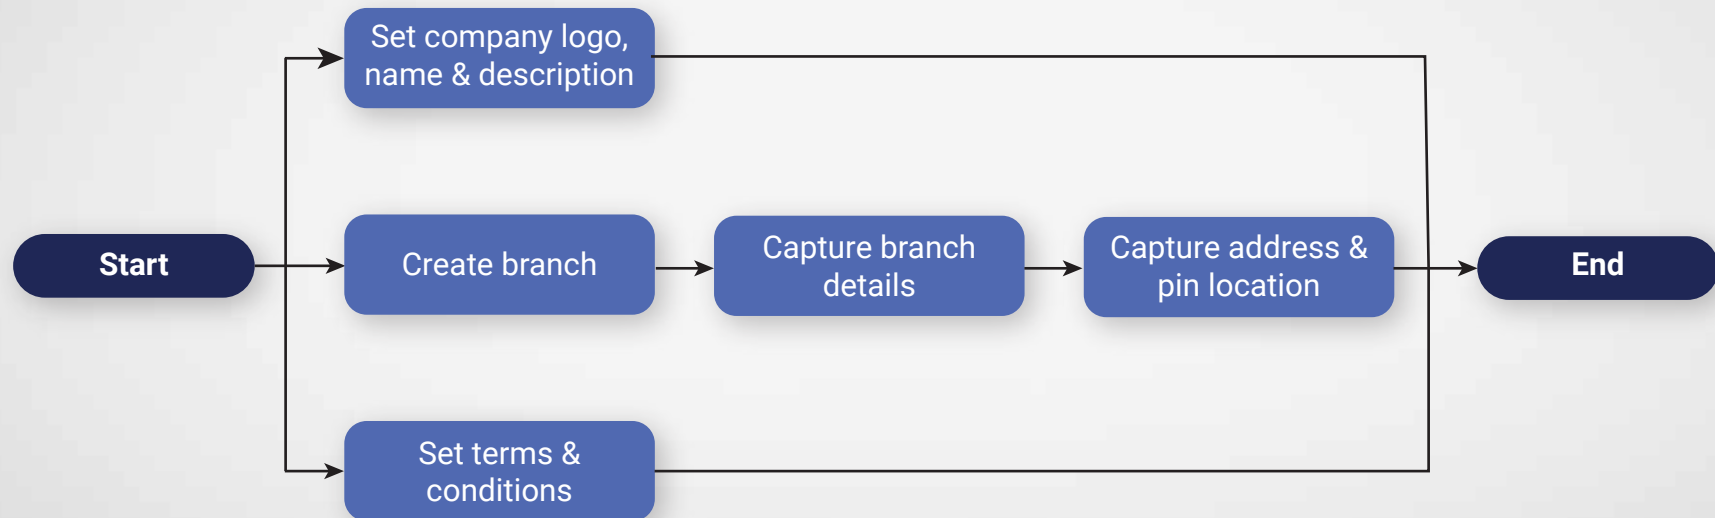 Set company logo,
name & description
Start
Create branch
Capture branch
details
Capture address &
pin location
End
Set terms &
conditions